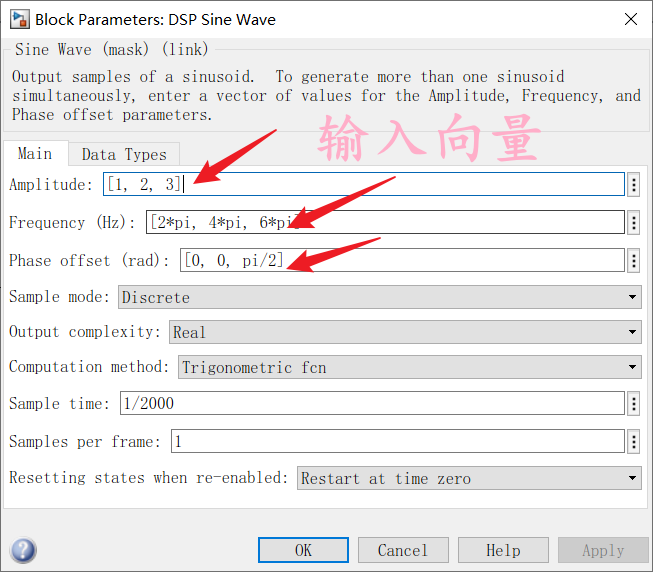 Block Parameters: DSP Sine Wave
Sine Wave (mask) (link)
Output samples of a sinusoid. To generate more than one sinusoid
simultaneously, enter a vector of values for the Amplitude, Frequency, and
Phase offset parameters.
输入向量
Main Data Types
Amplitude: [1, 2, 3]
Frequency (Hz): [2*pi, 4*pi, 6*pi]
Phase offset (rad): [0, 0, pi/2]
Sample mode: Discrete
Output complexity: Real
Computation method: Trigonometric fcn
Sample time: 1/2000
Samples per frame: 1
Resetting states when re-enabled: Restart at time zero
OK Cancel Help Apply